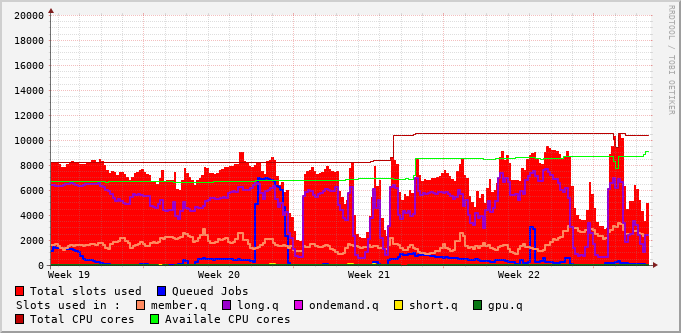 20000
18000
16000
14000
12000
10000
8000
6000
4000
2000
0
Week 19 Week 20 Week 21 Week 22
RRDTOOL / TOBI OETIKER
Total slots used Queued Jobs
Slots used in : member.q long.q ondemand.q short.q gpu.q
Total CPU cores Availale CPU cores